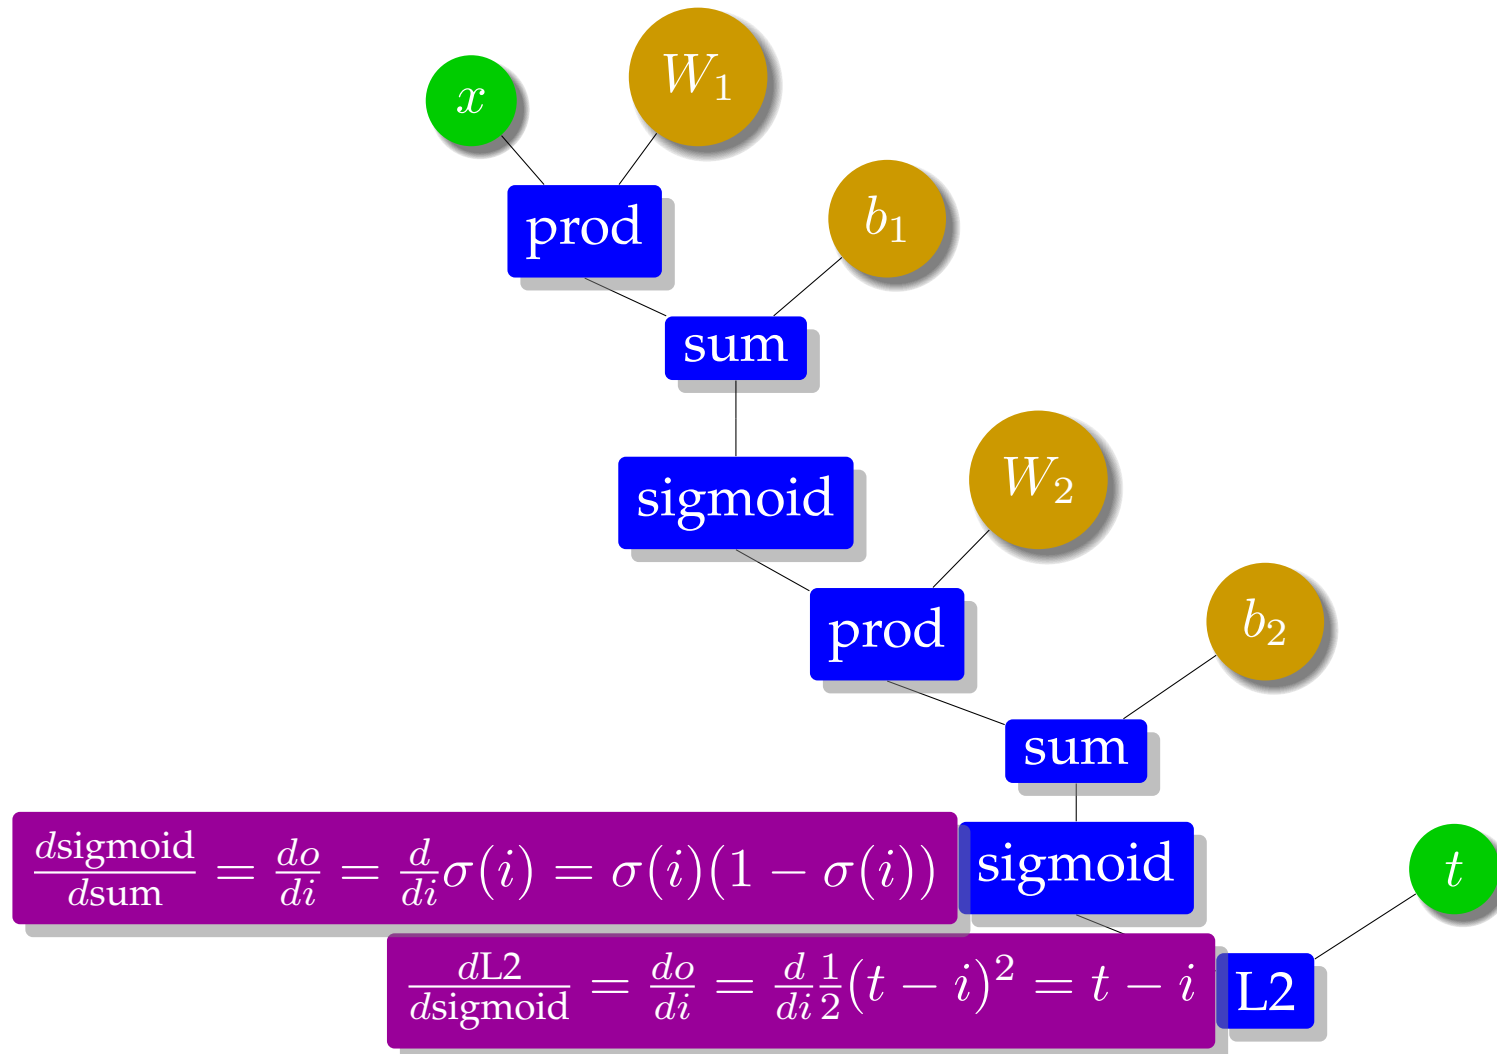 x
W₁
prod
b₁
sum
sigmoid
W₂
prod
b₂
sum
dsigmoid/dsum = do/di = d/di σ(i) = σ(i)(1 − σ(i))
sigmoid
t
dL2/dsigmoid = do/di = d/di 1/2 (t − i)² = t − i
L2